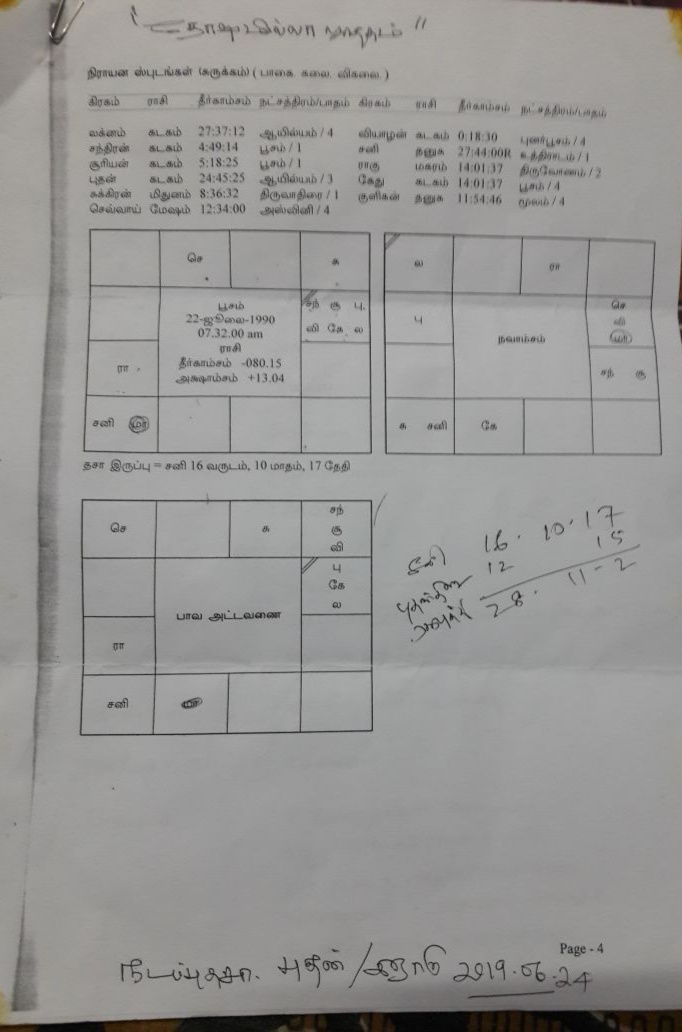 "தோஷமில்லா ஜாதகம்"
நிராயன ஸ்புடங்கள் (சுருக்கம்) ( பாகை. கலை. விகலை. )
கிரகம் ராசி தீர்காம்சம் நட்சத்திரம்/பாதம் கிரகம் ராசி தீர்காம்சம் நட்சத்திரம்/பாதம்
லக்னம் கடகம் 27:37:12 ஆயில்யம் / 4 வியாழன் கடகம் 0:18:30 புனர்பூசம் / 4
சந்திரன் கடகம் 4:49:14 பூசம் / 1 சனி தனுசு 27:44:00R உத்திராடம் / 1
சூரியன் கடகம் 5:18:25 பூசம் / 1 ராகு மகரம் 14:01:37 திருவோணம் / 2
புதன் கடகம் 24:45:25 ஆயில்யம் / 3 கேது கடகம் 14:01:37 பூசம் / 4
சுக்கிரன் மிதுனம் 8:36:32 திருவாதிரை / 1 குளிகன் தனுசு 11:54:46 மூலம் / 4
செவ்வாய் மேஷம் 12:34:00 அஸ்வினி / 4
செ சு
சந் சூ பு
வி கே ல
பூசம்
22-ஜூலை-1990
07.32.00 am
ராசி
தீர்காம்சம் -080.15
அக்ஷாம்சம் +13.04
ரா
சனி மா
ல ரா
பு
செ
வி
மா
நவாம்சம்
சந் சூ
சு சனி கே
தசா இருப்பு = சனி 16 வருடம், 10 மாதம், 17 தேதி
செ சு
சந்
சூ
வி
பு
கே
ல
பாவ அட்டவணை
ரா
சனி
சனி 16. 10. 17
12 15
28. 11-2
Page - 4
நடப்புதசா. புதன் / 2019.06.24